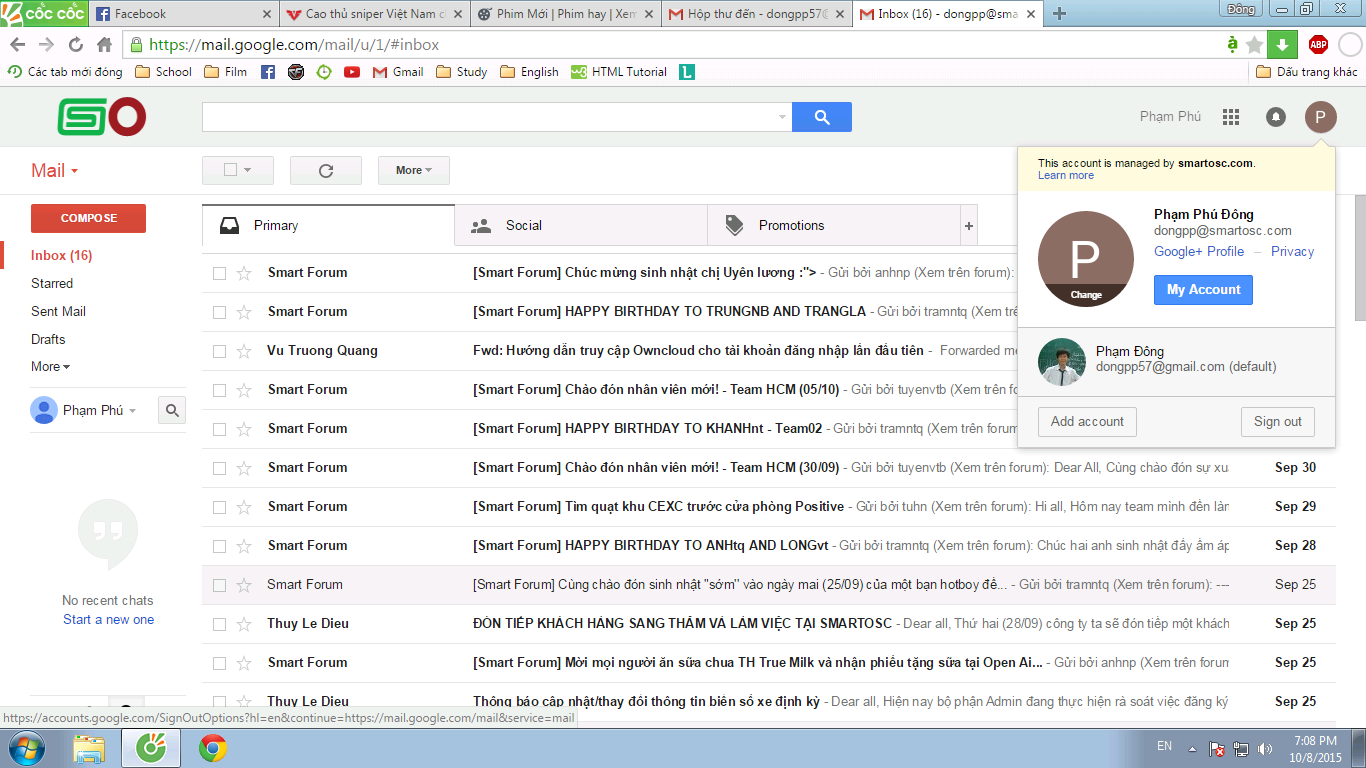 CỐC CỐC
Facebook
Cao thủ sniper Việt Nam c
Phim Mới | Phim hay | Xem
Hộp thư đến - dongpp57@
Inbox (16) - dongpp@sma
Đông
https://mail.google.com/mail/u/1/#inbox
ABP
Các tab mới đóng
School
Film
Gmail
Study
English
HTML Tutorial
Dấu trang khác
Phạm Phú
P
Mail
More
This account is managed by smartosc.com.
Learn more
COMPOSE
Inbox (16)
Starred
Sent Mail
Drafts
More
Phạm Phú
No recent chats
Start a new one
Primary
Social
Promotions
+
P
Change
Phạm Phú Đông
dongpp@smartosc.com
Google+ Profile – Privacy
My Account
Phạm Đông
dongpp57@gmail.com (default)
Add account
Sign out
Smart Forum [Smart Forum] Chúc mừng sinh nhật chị Uyên lương :"> - Gửi bởi anhnp (Xem trên forum):
Smart Forum [Smart Forum] HAPPY BIRTHDAY TO TRUNGNB AND TRANGLA - Gửi bởi tramntq (Xem trên
Vu Truong Quang Fwd: Hướng dẫn truy cập Owncloud cho tài khoản đăng nhập lần đầu tiên - Forwarded me
Smart Forum [Smart Forum] Chào đón nhân viên mới! - Team HCM (05/10) - Gửi bởi tuyenvtb (Xem trên
Smart Forum [Smart Forum] HAPPY BIRTHDAY TO KHANHnt - Team02 - Gửi bởi tramntq (Xem trên forum
Smart Forum [Smart Forum] Chào đón nhân viên mới! - Team HCM (30/09) - Gửi bởi tuyenvtb (Xem trên forum): Dear All, Cùng chào đón sự xu Sep 30
Smart Forum [Smart Forum] Tìm quạt khu CEXC trước cửa phòng Positive - Gửi bởi tuhn (Xem trên forum): Hi all, Hôm nay team mình đến làn Sep 29
Smart Forum [Smart Forum] HAPPY BIRTHDAY TO ANHtq AND LONGvt - Gửi bởi tramntq (Xem trên forum): Chúc hai anh sinh nhật đầy ấm áp Sep 28
Smart Forum [Smart Forum] Cùng chào đón sinh nhật "sớm" vào ngày mai (25/09) của một bạn hotboy đế... - Gửi bởi tramntq (Xem trên forum): --- Sep 25
Thuy Le Dieu ĐÓN TIẾP KHÁCH HÀNG SANG THĂM VÀ LÀM VIỆC TẠI SMARTOSC - Dear all, Thứ hai (28/09) công ty ta sẽ đón tiếp một khách Sep 25
Smart Forum [Smart Forum] Mời mọi người ăn sữa chua TH True Milk và nhận phiếu tặng sữa tại Open Ai... - Gửi bởi anhnp (Xem trên forum Sep 25
Thuy Le Dieu Thông báo cập nhật/thay đổi thông tin biển số xe định kỳ - Dear all, Hiện nay bộ phận Admin đang thực hiện rà soát việc đăng ký Sep 25
https://accounts.google.com/SignOutOptions?hl=en&continue=https://mail.google.com/mail&service=mail
EN
7:08 PM
10/8/2015